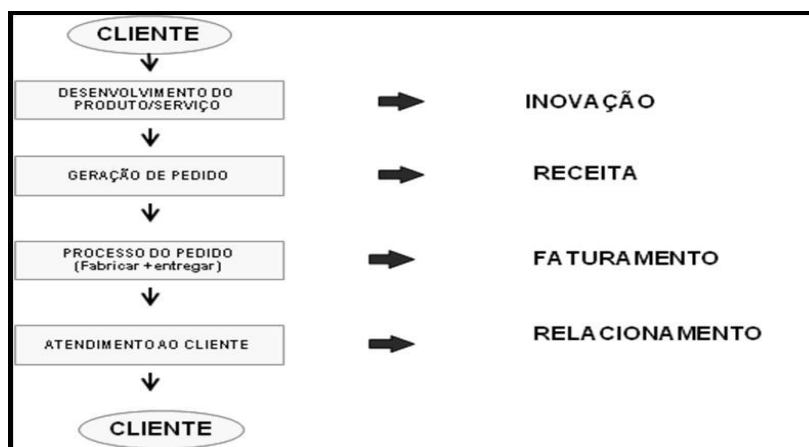 CLIENTE
DESENVOLVIMENTO DO
PRODUTO/SERVIÇO
INOVAÇÃO
GERAÇÃO DE PEDIDO
RECEITA
PROCESSO DO PEDIDO
(Fabricar +entregar)
FATURAMENTO
ATENDIMENTO AO CLIENTE
RELACIONAMENTO
CLIENTE